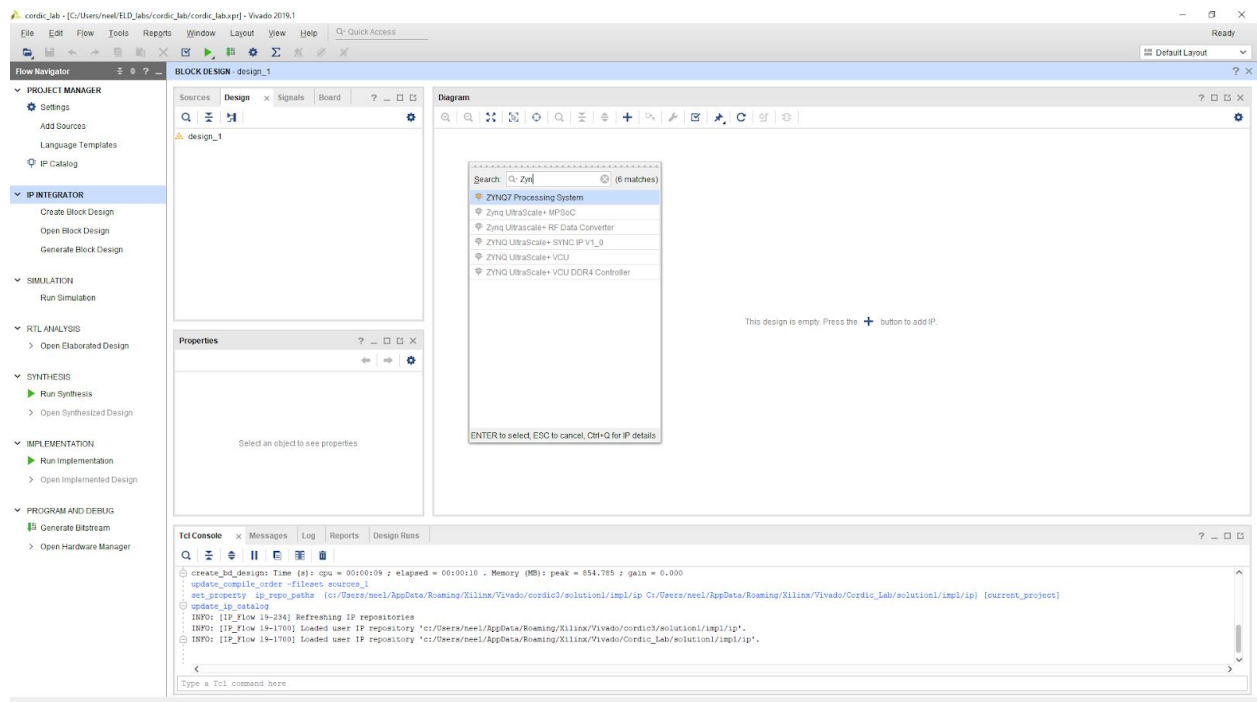 cordic_lab - [C:/Users/neel/ELD_labs/cordic_lab/cordic_lab.xpr] - Vivado 2019.1
File Edit Flow Tools Reports Window Layout View Help Q- Quick Access
Ready
Default Layout
Flow Navigator
PROJECT MANAGER
Settings
Add Sources
Language Templates
IP Catalog
IP INTEGRATOR
Create Block Design
Open Block Design
Generate Block Design
SIMULATION
Run Simulation
RTL ANALYSIS
Open Elaborated Design
SYNTHESIS
Run Synthesis
Open Synthesized Design
IMPLEMENTATION
Run Implementation
Open Implemented Design
PROGRAM AND DEBUG
Generate Bitstream
Open Hardware Manager
BLOCK DESIGN - design_1
Sources Design Signals Board
design_1
Properties
Select an object to see properties
Diagram
Search: Q- Zyn (6 matches)
ZYNQ7 Processing System
Zynq UltraScale+ MPSoC
Zynq Ultrascale+ RF Data Converter
ZYNQ UltraScale+ SYNC IP V1_0
ZYNQ UltraScale+ VCU
ZYNQ UltraScale+ VCU DDR4 Controller
ENTER to select, ESC to cancel, Ctrl+Q for IP details
This design is empty. Press the + button to add IP.
Tcl Console Messages Log Reports Design Runs
create_bd_design: Time (s): cpu = 00:00:09 ; elapsed = 00:00:10 . Memory (MB): peak = 854.785 ; gain = 0.000
update_compile_order -fileset sources_1
set_property ip_repo_paths {c:/Users/neel/AppData/Roaming/Xilinx/Vivado/cordic3/solution1/impl/ip C:/Users/neel/AppData/Roaming/Xilinx/Vivado/Cordic_Lab/solution1/impl/ip} [current_project]
update_ip_catalog
INFO: [IP_Flow 19-234] Refreshing IP repositories
INFO: [IP_Flow 19-1700] Loaded user IP repository 'c:/Users/neel/AppData/Roaming/Xilinx/Vivado/cordic3/solution1/impl/ip'.
INFO: [IP_Flow 19-1700] Loaded user IP repository 'c:/Users/neel/AppData/Roaming/Xilinx/Vivado/Cordic_Lab/solution1/impl/ip'.
Type a Tcl command here